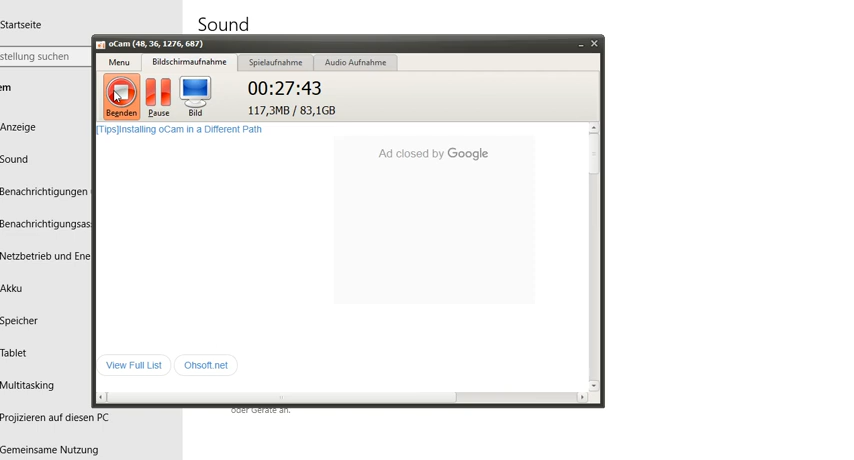 Startseite
Sound
oCam (48, 36, 1276, 687)
stellung suchen
Menu
Bildschirmaufnahme
Spielaufnahme
Audio Aufnahme
em
00:27:43
Beenden
Pause
Bild
117,3MB / 83,1GB
Anzeige
[Tips]Installing oCam in a Different Path
Ad closed by Google
Sound
Benachrichtigungen
Benachrichtigungsass
Netzbetrieb und Ene
Akku
Speicher
Tablet
View Full List
Ohsoft.net
Multitasking
oder Geräte an.
Projizieren auf diesen PC
Gemeinsame Nutzung